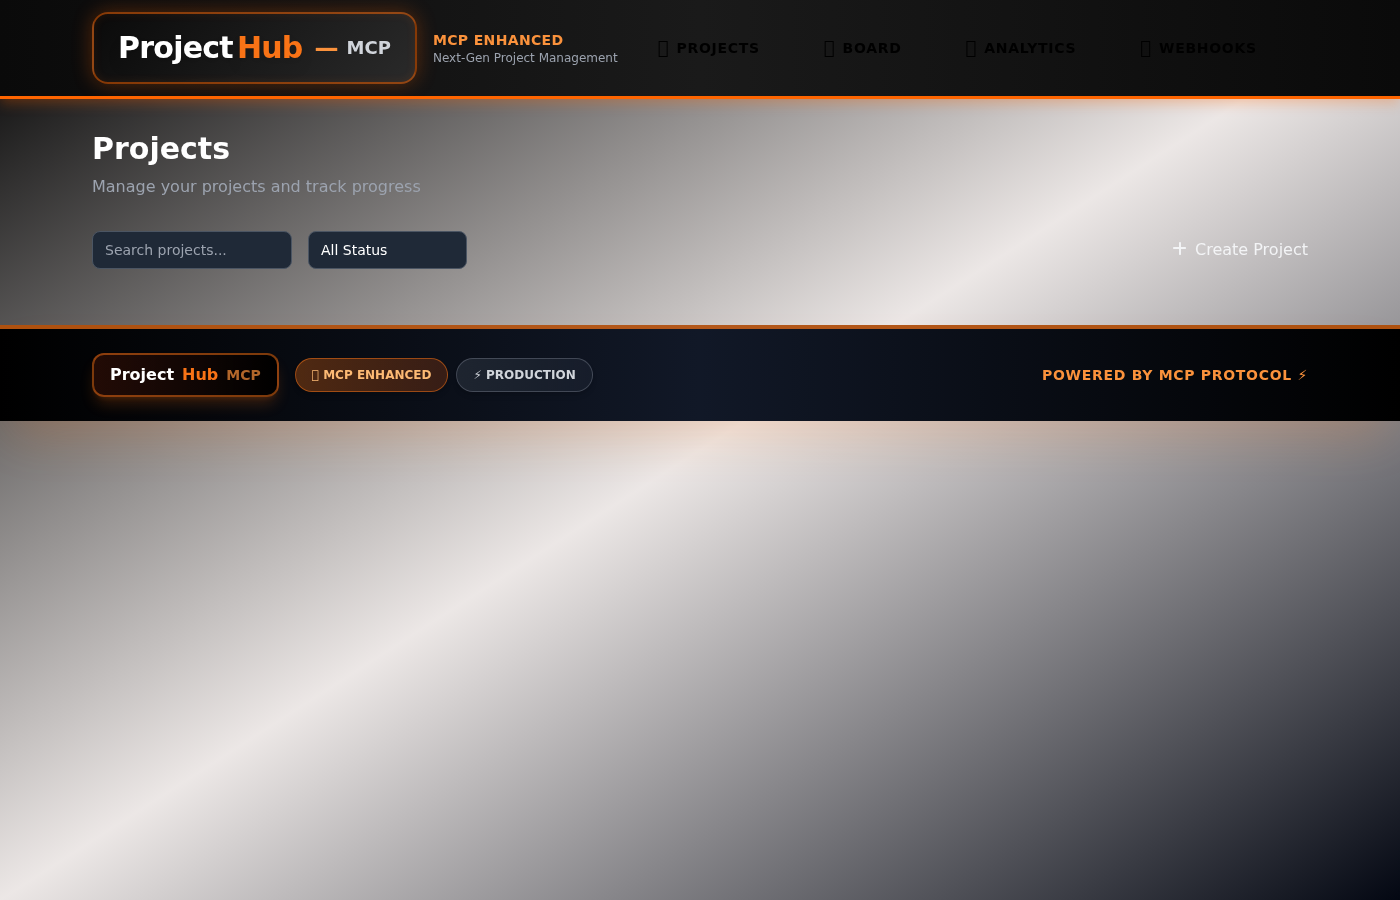 Project Hub — MCP
MCP ENHANCED
Next-Gen Project Management
PROJECTS
BOARD
ANALYTICS
WEBHOOKS
Projects
Manage your projects and track progress
Search projects...
All Status
+ Create Project
Project Hub MCP
MCP ENHANCED
⚡ PRODUCTION
POWERED BY MCP PROTOCOL ⚡